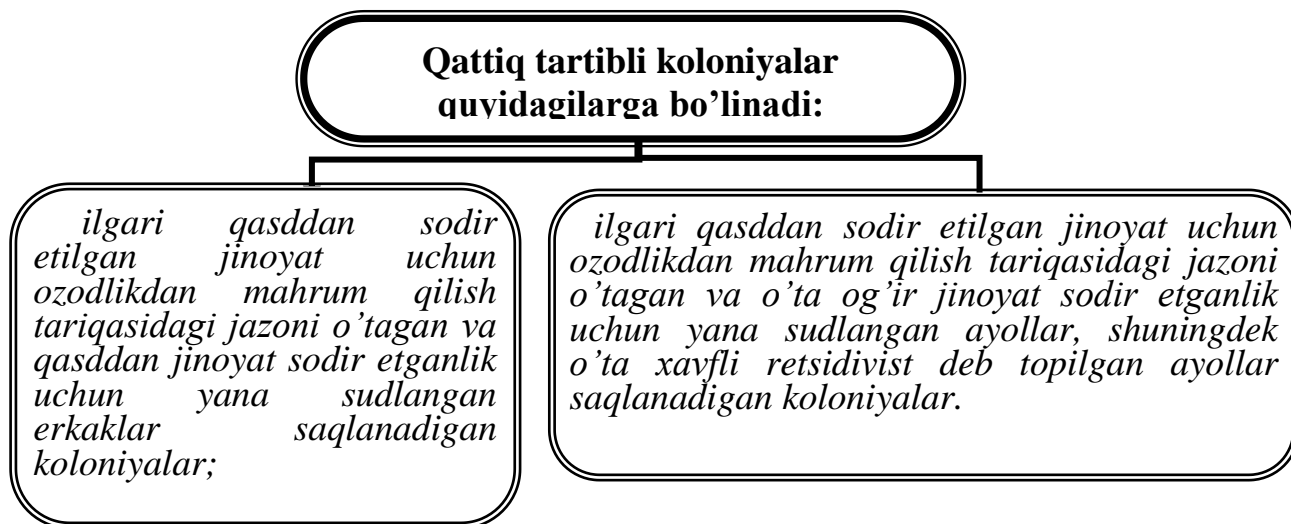 Qattiq tartibli koloniyalar
quyidagilarga bo’linadi:
ilgari qasddan sodir
etilgan jinoyat uchun
ozodlikdan mahrum qilish
tariqasidagi jazoni o’tagan va
qasddan jinoyat sodir etganlik
uchun yana sudlangan
erkaklar saqlanadigan
koloniyalar;
ilgari qasddan sodir etilgan jinoyat uchun
ozodlikdan mahrum qilish tariqasidagi jazoni
o’tagan va o’ta og’ir jinoyat sodir etganlik
uchun yana sudlangan ayollar, shuningdek
o’ta xavfli retsidivist deb topilgan ayollar
saqlanadigan koloniyalar.